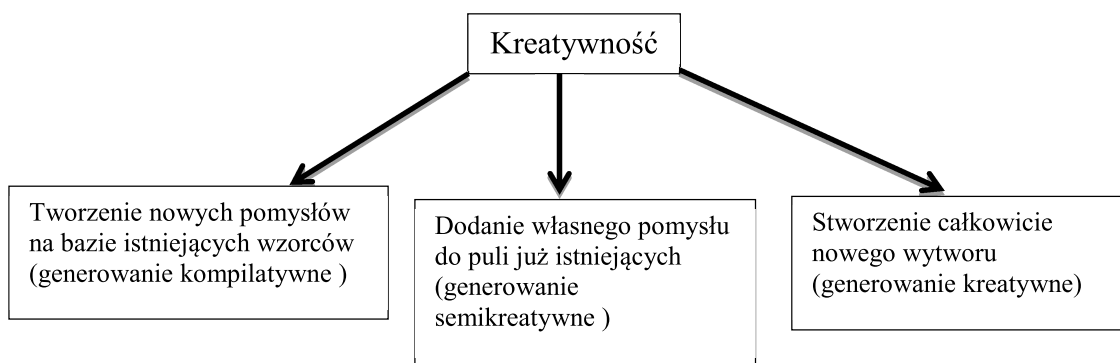 Kreatywność
Tworzenie nowych pomysłów
na bazie istniejących wzorców
(generowanie kompilatywne )
Dodanie własnego pomysłu
do puli już istniejących
(generowanie
semikreatywne )
Stworzenie całkowicie
nowego wytworu
(generowanie kreatywne)